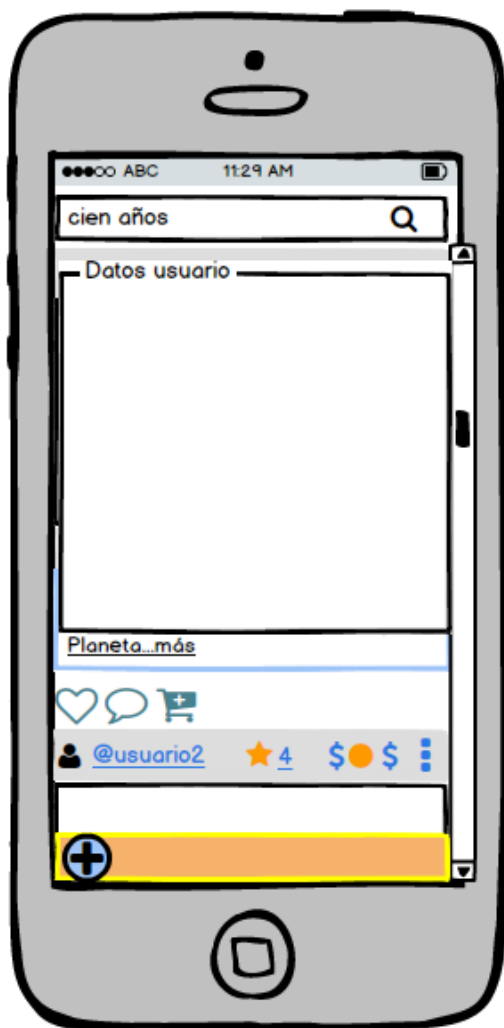 ABC 11:29 AM
cien años
Datos usuario
Planeta...más
@usuario2 4 $ $